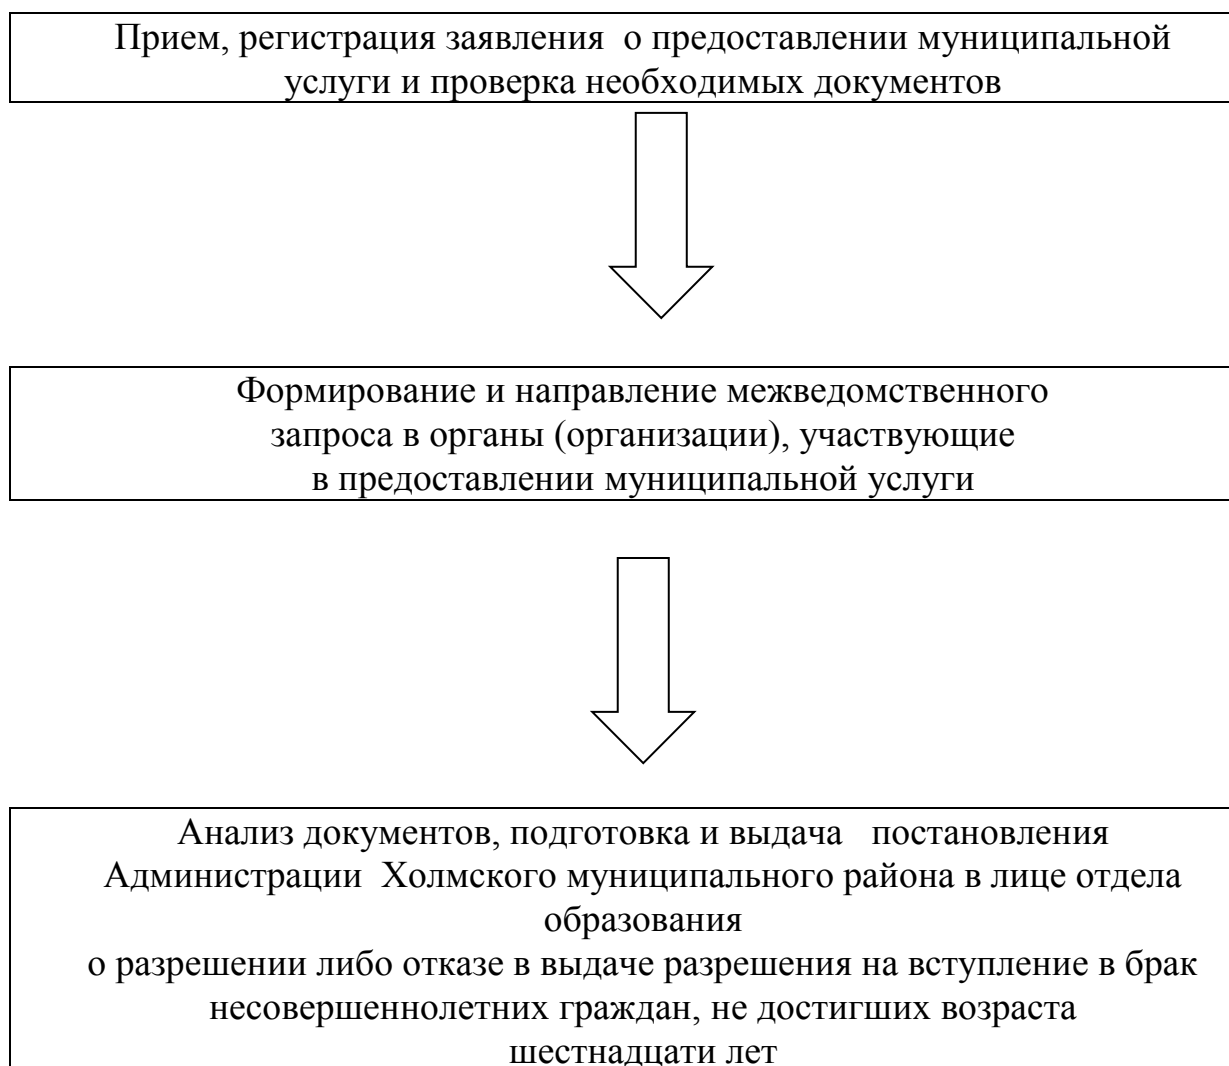 Прием, регистрация заявления о предоставлении муниципальной
услуги и проверка необходимых документов
Формирование и направление межведомственного
запроса в органы (организации), участвующие
в предоставлении муниципальной услуги
Анализ документов, подготовка и выдача постановления
Администрации Холмского муниципального района в лице отдела
образования
о разрешении либо отказе в выдаче разрешения на вступление в брак
несовершеннолетних граждан, не достигших возраста
шестнадцати лет